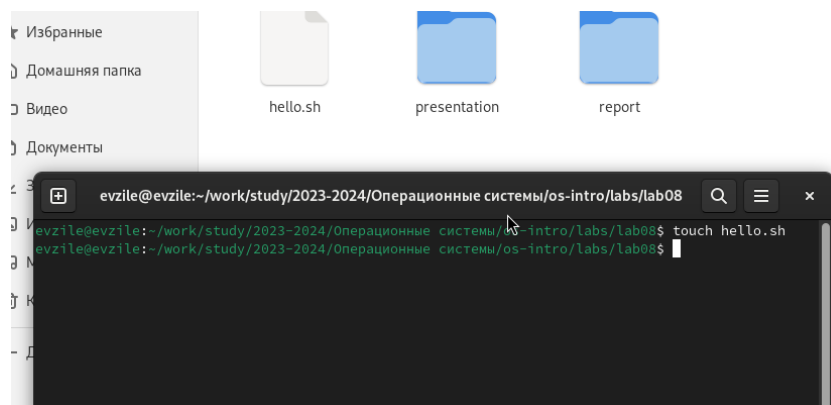 Избранные
Домашняя папка
Видео
Документы
hello.sh
presentation
report
evzile@evzile:~/work/study/2023-2024/Операционные системы/os-intro/labs/lab08
evzile@evzile:~/work/study/2023-2024/Операционные системы/os-intro/labs/lab08$ touch hello.sh
evzile@evzile:~/work/study/2023-2024/Операционные системы/os-intro/labs/lab08$